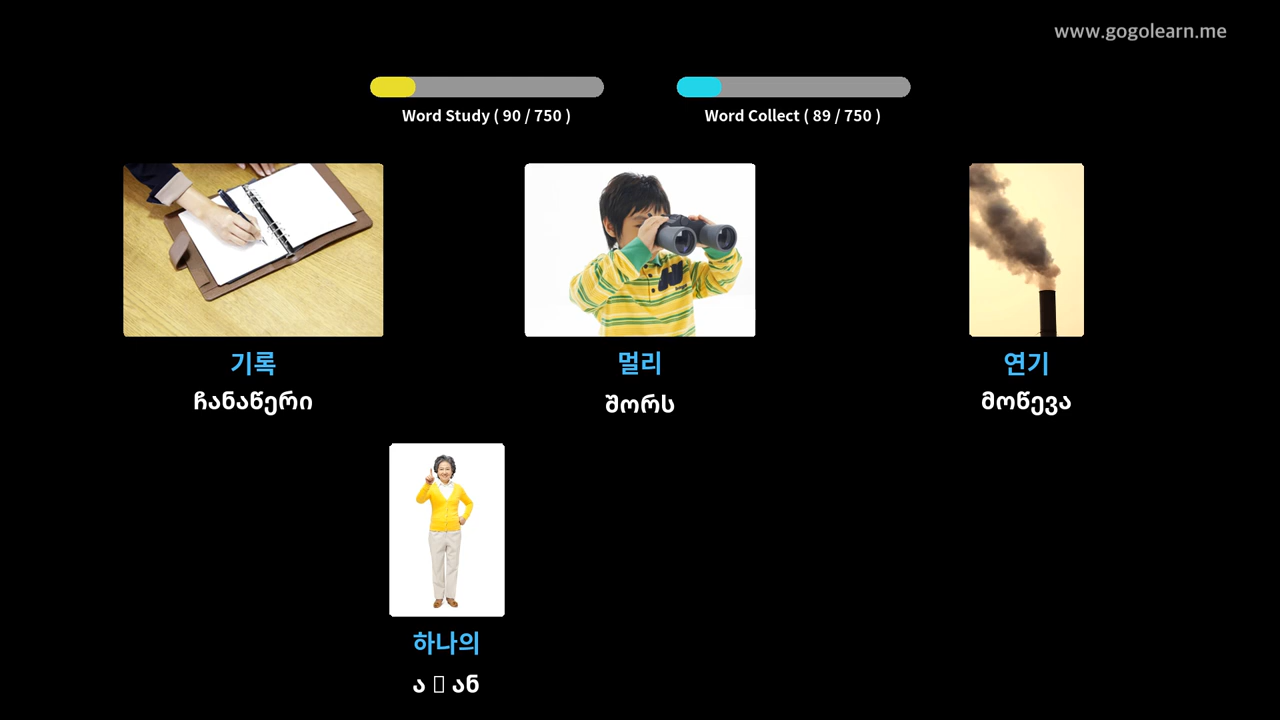 www.gogolearn.me
Word Study ( 90 / 750 )
Word Collect ( 89 / 750 )
기록
멀리
연기
ჩანაწერი
შორს
მოწევა
하나의
ა ▯ ან